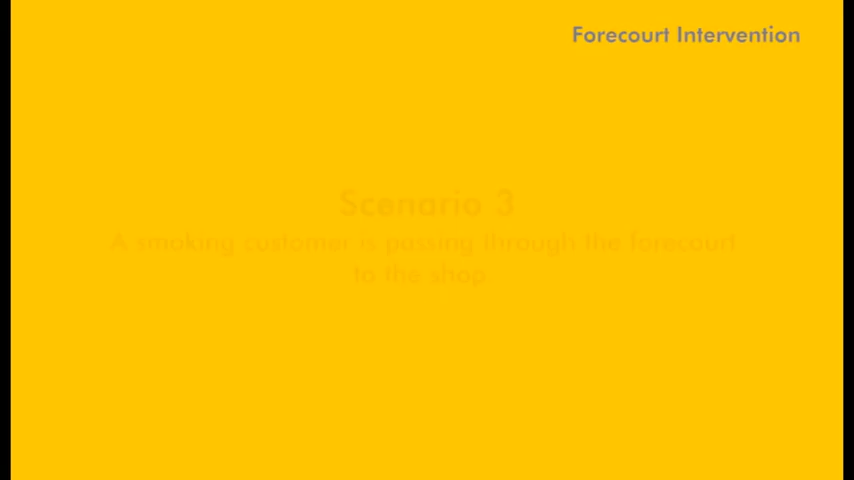 Forecourt Intervention
Scenario 3
A smoking customer is passing through the forecourt
to the shop